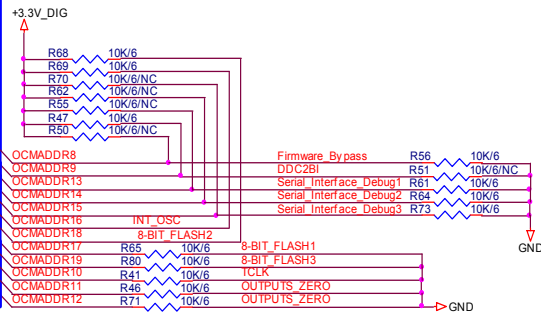 +3.3V_DIG
R68 10K/6
R69 10K/6
R70 10K/6/NC
R62 10K/6/NC
R55 10K/6/NC
R47 10K/6
R50 10K/6/NC
OCMADDR8 Firmware_Bypass R56 10K/6
OCMADDR9 DDC2BI R51 10K/6/NC
OCMADDR13 Serial_Interface_Debug1 R61 10K/6
OCMADDR14 Serial_Interface_Debug2 R64 10K/6
OCMADDR15 Serial_Interface_Debug3 R73 10K/6
OCMADDR16 INT_OSC
OCMADDR18 8-BIT_FLASH2
OCMADDR17 R65 10K/6 8-BIT_FLASH1
OCMADDR19 R80 10K/6 8-BIT_FLASH3
OCMADDR10 R41 10K/6 TCLK
OCMADDR11 R46 10K/6 OUTPUTS_ZERO
OCMADDR12 R71 10K/6 OUTPUTS_ZERO
GND
GND